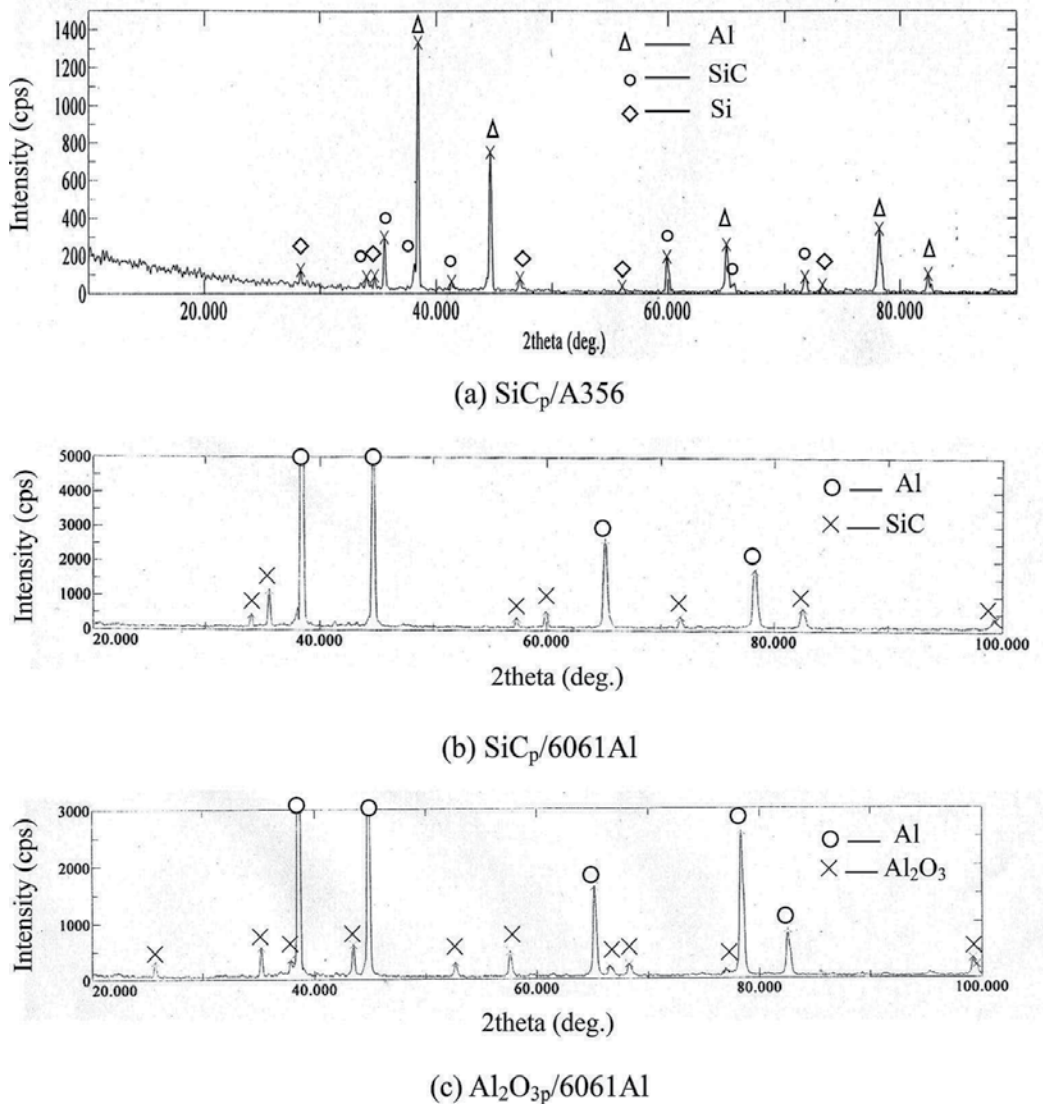 1400
1200
1000
800
600
400
200
0
Intensity (cps)
Al
SiC
Si
20.000 40.000 60.000 80.000
2theta (deg.)
(a) SiCₚ/A356
5000
4000
3000
2000
1000
0
Intensity (cps)
Al
SiC
20.000 40.000 60.000 80.000 100.000
2theta (deg.)
(b) SiCₚ/6061Al
3000
2000
1000
0
Intensity (cps)
Al
Al₂O₃
20.000 40.000 60.000 80.000 100.000
2theta (deg.)
(c) Al₂O₃ₚ/6061Al